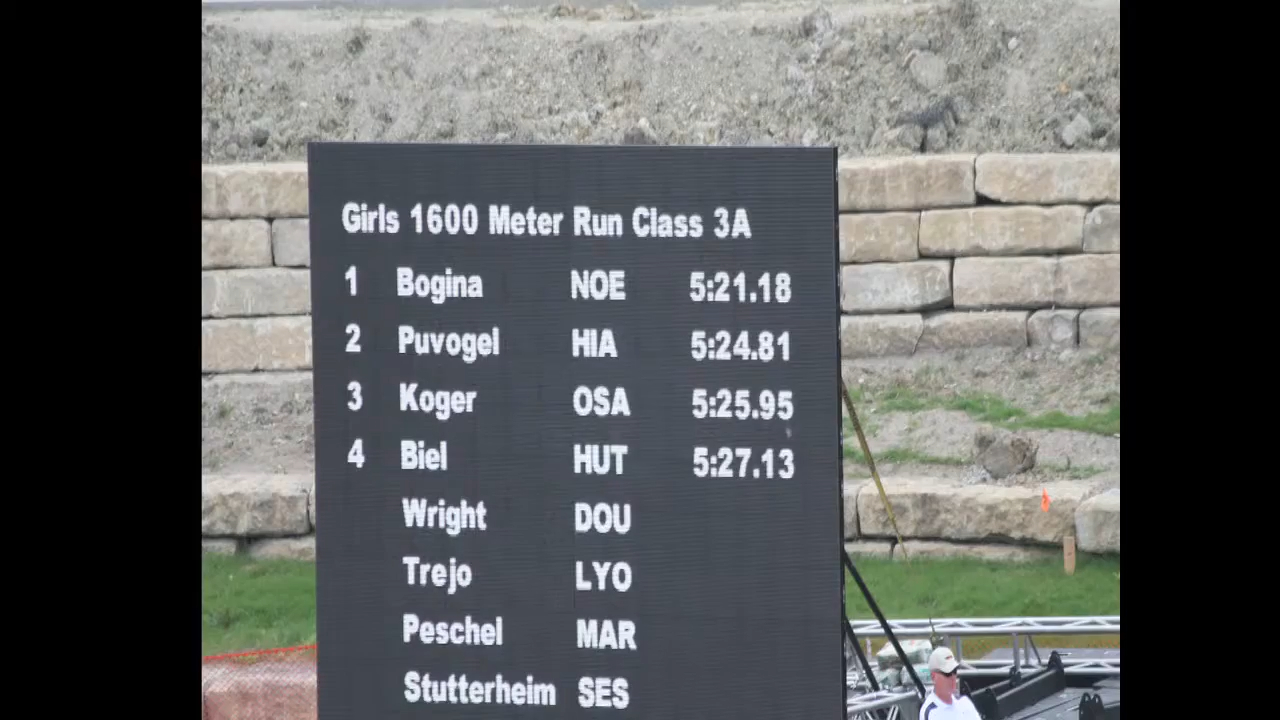 Girls 1600 Meter Run Class 3A
1 Bogina NOE 5:21.18
2 Puvogel HIA 5:24.81
3 Koger OSA 5:25.95
4 Biel HUT 5:27.13
Wright DOU
Trejo LYO
Peschel MAR
Stutterheim SES